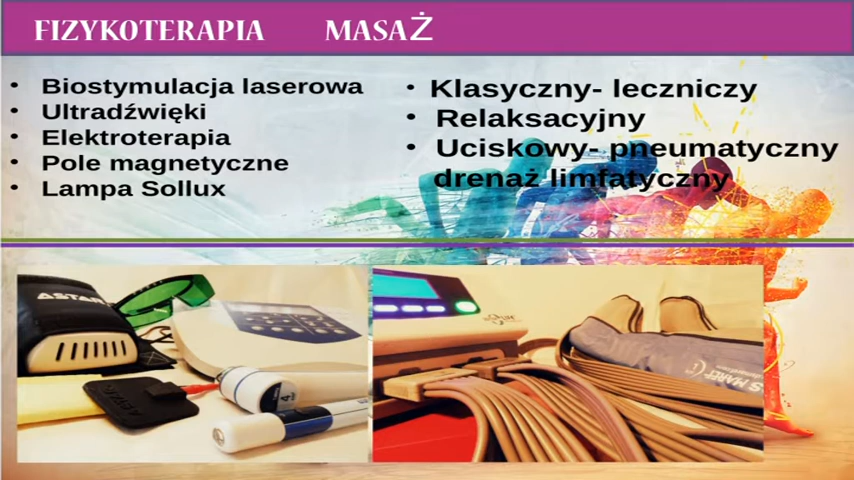 FIZYKOTERAPIA MASAŻ
Biostymulacja laserowa
Ultradźwięki
Elektroterapia
Pole magnetyczne
Lampa Sollux
Klasyczny- leczniczy
Relaksacyjny
Uciskowy- pneumatyczny
drenaż limfatyczny